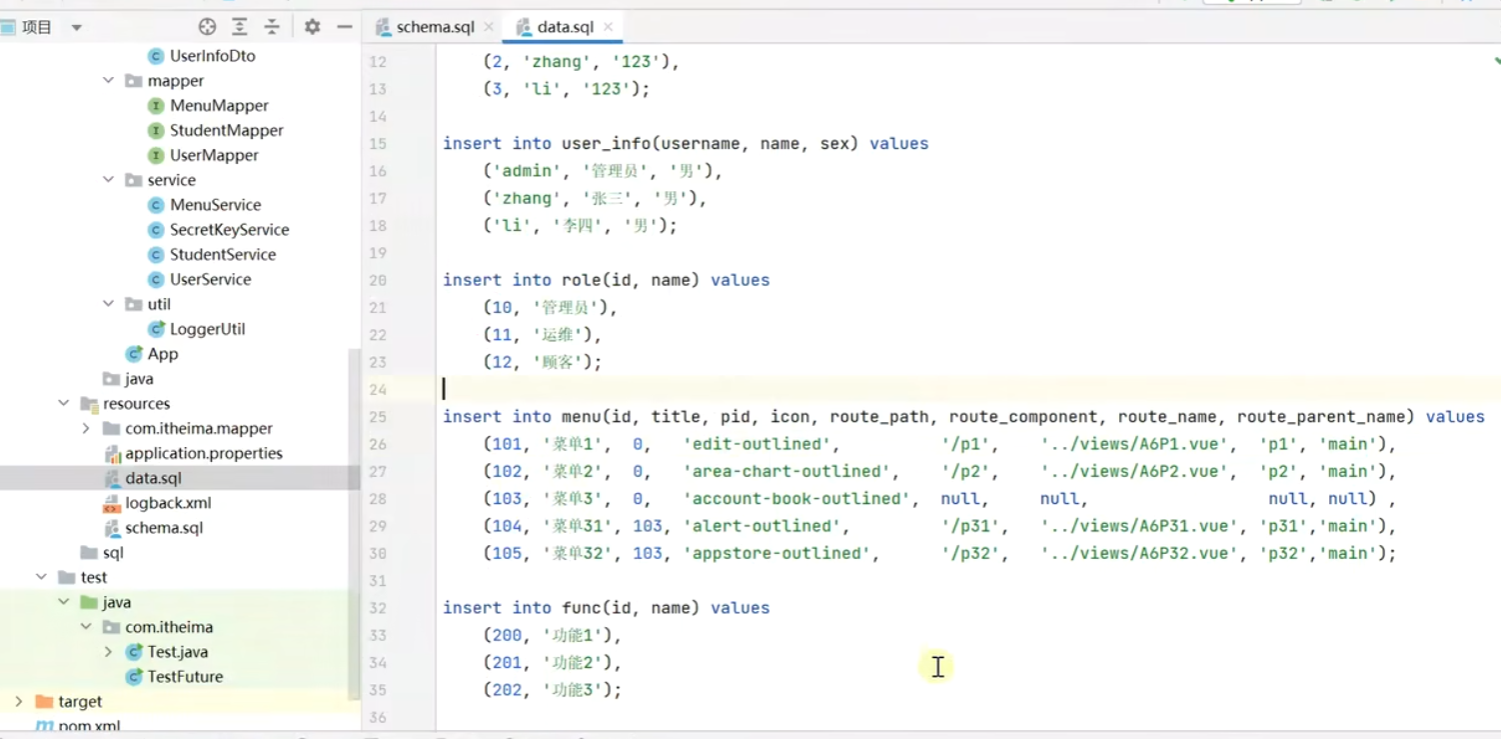 项目
schema.sql
data.sql
UserInfoDto
mapper
MenuMapper
StudentMapper
UserMapper
service
MenuService
SecretKeyService
StudentService
UserService
util
LoggerUtil
App
java
resources
com.itheima.mapper
application.properties
data.sql
logback.xml
schema.sql
sql
test
java
com.itheima
Test.java
TestFuture
target
pom.xml
12 (2, 'zhang', '123'),
13 (3, 'li', '123');
14
15 insert into user_info(username, name, sex) values
16 ('admin', '管理员', '男'),
17 ('zhang', '张三', '男'),
18 ('li', '李四', '男');
19
20 insert into role(id, name) values
21 (10, '管理员'),
22 (11, '运维'),
23 (12, '顾客');
24
25 insert into menu(id, title, pid, icon, route_path, route_component, route_name, route_parent_name) values
26 (101, '菜单1', 0, 'edit-outlined', '/p1', '../views/A6P1.vue', 'p1', 'main'),
27 (102, '菜单2', 0, 'area-chart-outlined', '/p2', '../views/A6P2.vue', 'p2', 'main'),
28 (103, '菜单3', 0, 'account-book-outlined', null, null, null, null) ,
29 (104, '菜单31', 103, 'alert-outlined', '/p31', '../views/A6P31.vue', 'p31','main'),
30 (105, '菜单32', 103, 'appstore-outlined', '/p32', '../views/A6P32.vue', 'p32','main');
31
32 insert into func(id, name) values
33 (200, '功能1'),
34 (201, '功能2'),
35 (202, '功能3');
36